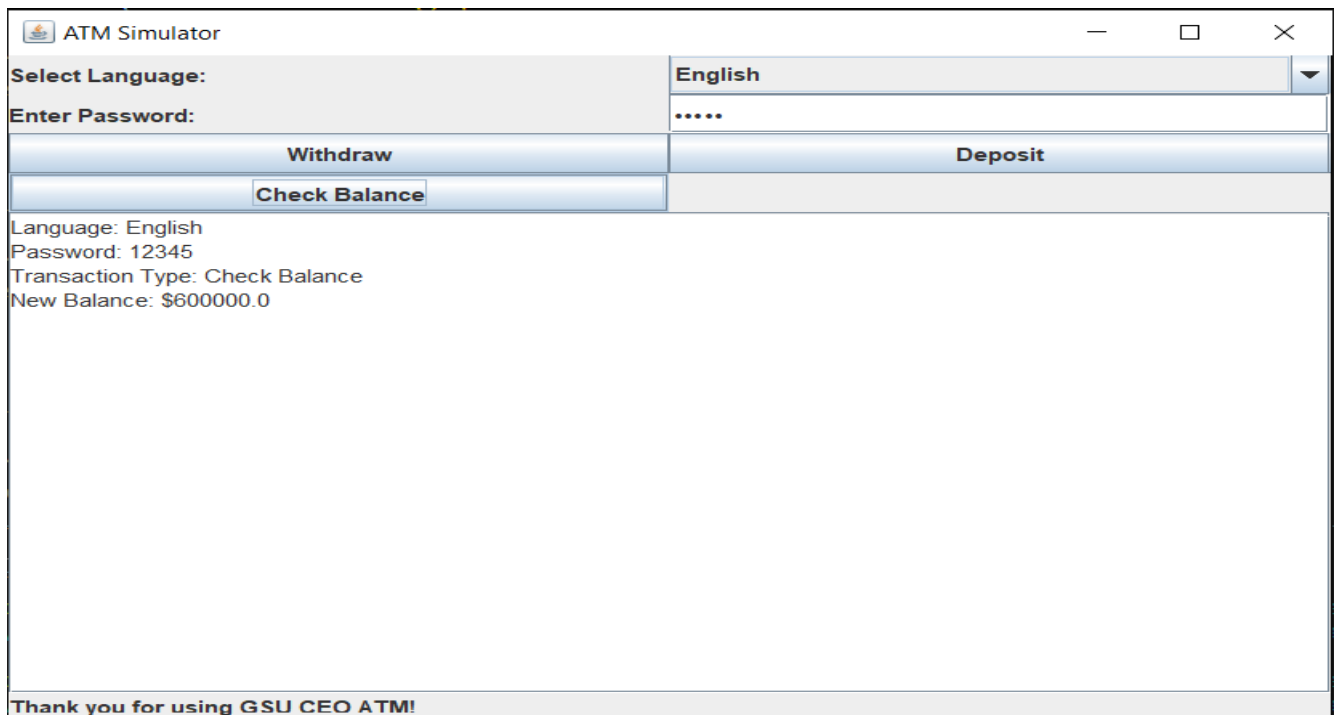 ATM Simulator
Select Language:
English
Enter Password:
•••••
Withdraw
Deposit
Check Balance
Language: English
Password: 12345
Transaction Type: Check Balance
New Balance: $600000.0
Thank you for using GSU CEO ATM!